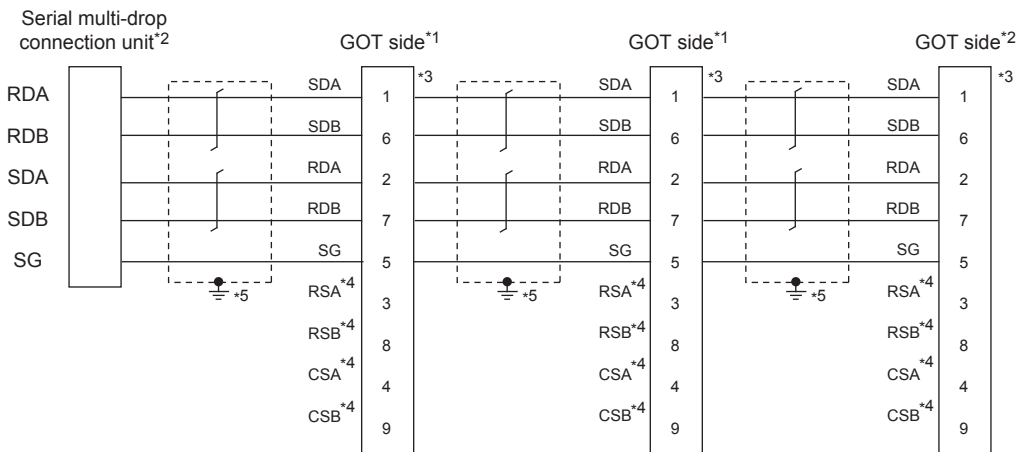 Serial multi-drop
connection unit*2
GOT side*1
GOT side*1
GOT side*2
*3
*3
*3
RDA
SDA
1
SDA
1
SDA
1
RDB
SDB
6
SDB
6
SDB
6
SDA
RDA
2
RDA
2
RDA
2
SDB
RDB
7
RDB
7
RDB
7
SG
SG
5
SG
5
SG
5
*5
*5
*5
RSA*4
3
RSA*4
3
RSA*4
3
RSB*4
8
RSB*4
8
RSB*4
8
CSA*4
4
CSA*4
4
CSA*4
4
CSB*4
9
CSB*4
9
CSB*4
9